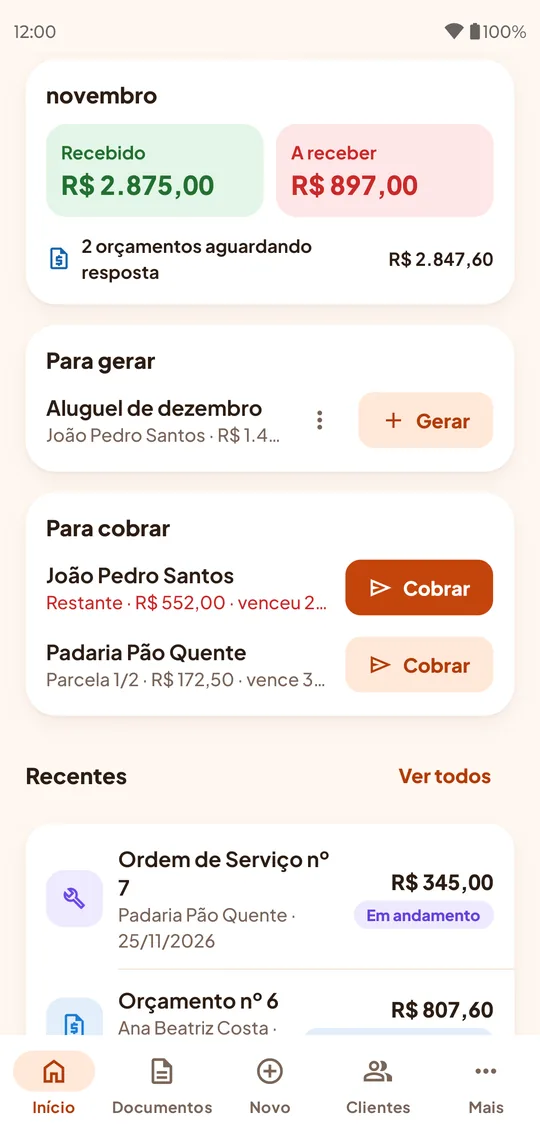 12:00
100%
novembro
Recebido
R$ 2.875,00
A receber
R$ 897,00
2 orçamentos aguardando
resposta
R$ 2.847,60
Para gerar
Aluguel de dezembro
João Pedro Santos · R$ 1.4…
Gerar
Para cobrar
João Pedro Santos
Restante · R$ 552,00 · venceu 2…
Cobrar
Padaria Pão Quente
Parcela 1/2 · R$ 172,50 · vence 3…
Cobrar
Recentes
Ver todos
Ordem de Serviço nº
7
Padaria Pão Quente ·
25/11/2026
R$ 345,00
Em andamento
Orçamento nº 6
Ana Beatriz Costa ·
R$ 807,60
Início
Documentos
Novo
Clientes
Mais